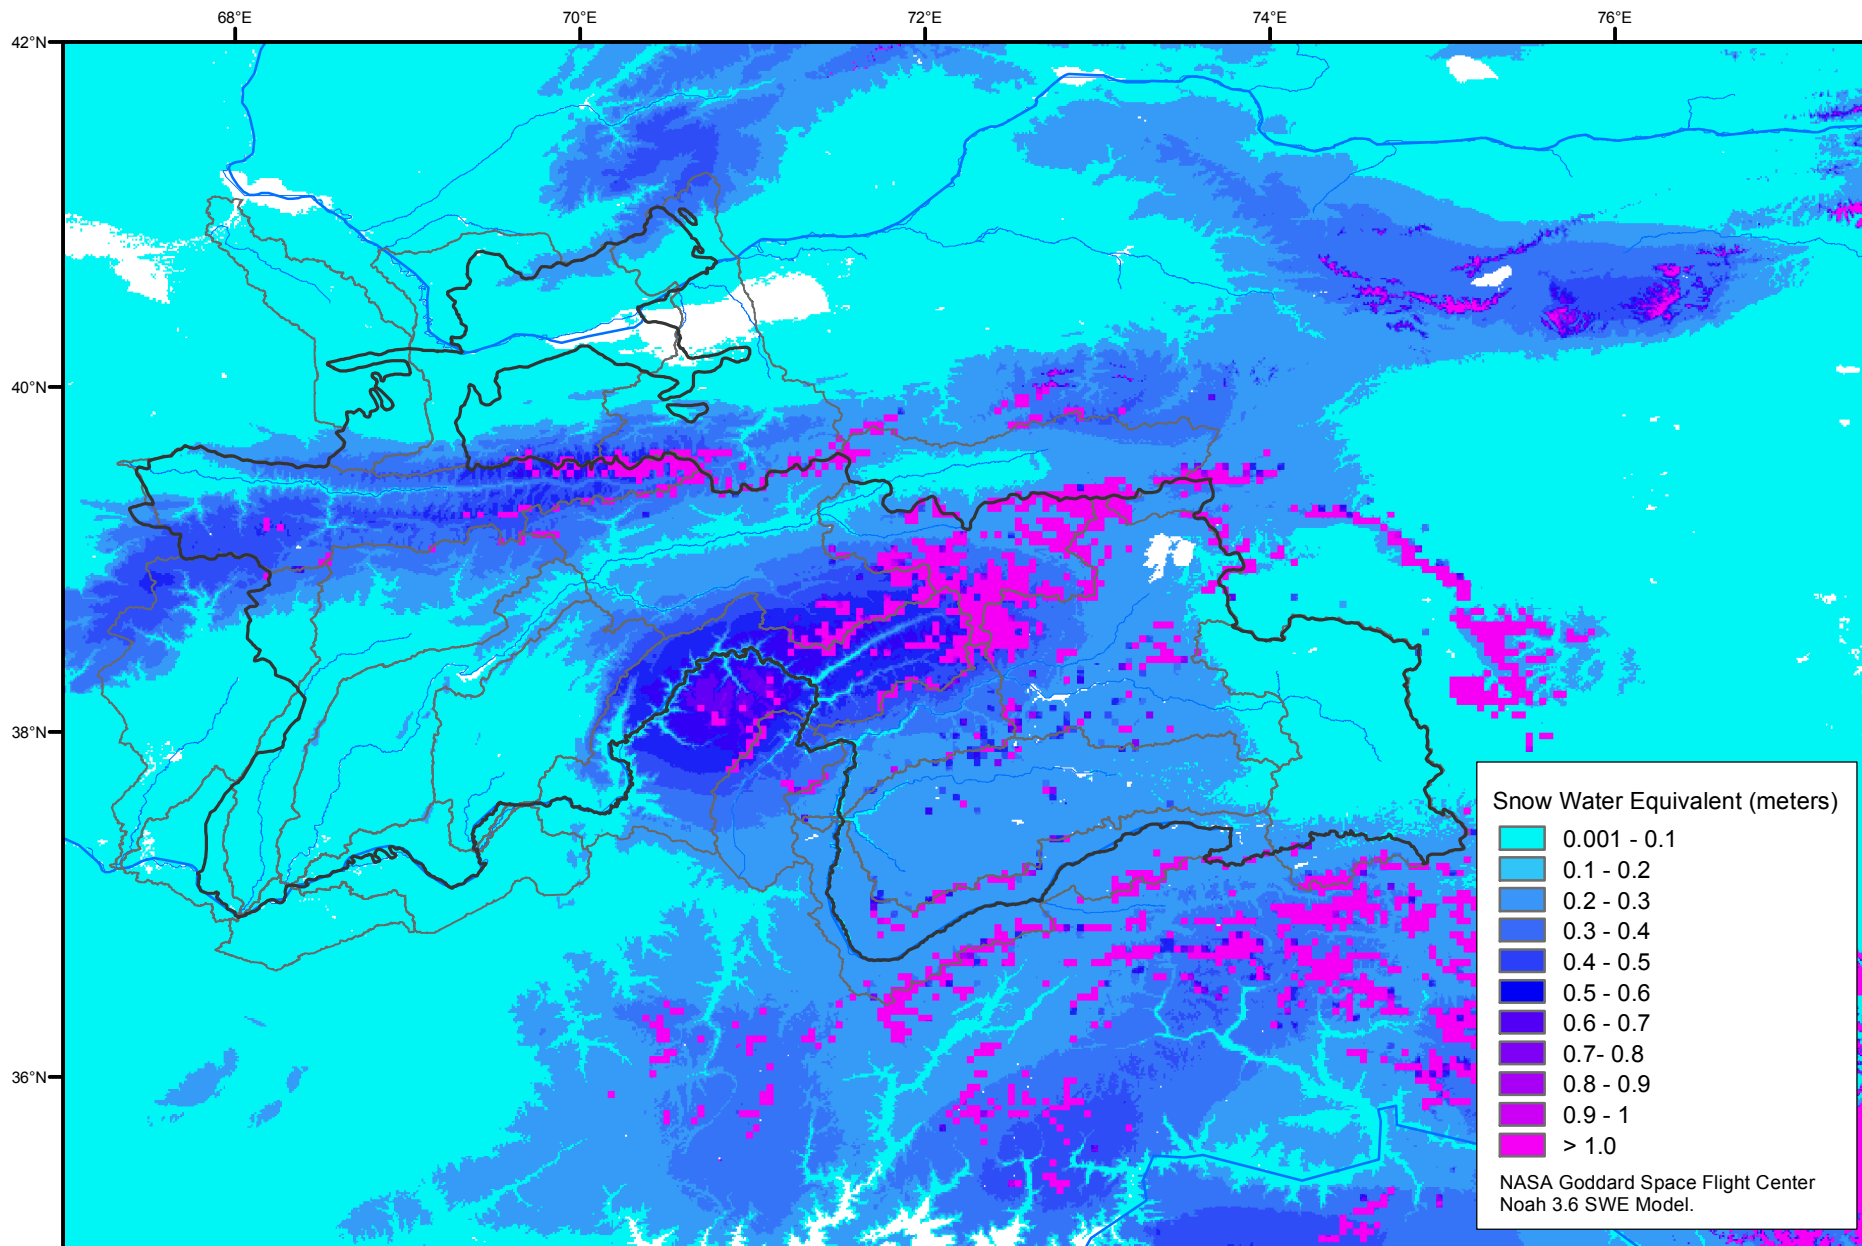 68°E 70°E 72°E 74°E 76°E
42°N
40°N
38°N
36°N
Snow Water Equivalent (meters)
0.001 - 0.1
0.1 - 0.2
0.2 - 0.3
0.3 - 0.4
0.4 - 0.5
0.5 - 0.6
0.6 - 0.7
0.7- 0.8
0.8 - 0.9
0.9 - 1
> 1.0
NASA Goddard Space Flight Center
Noah 3.6 SWE Model.